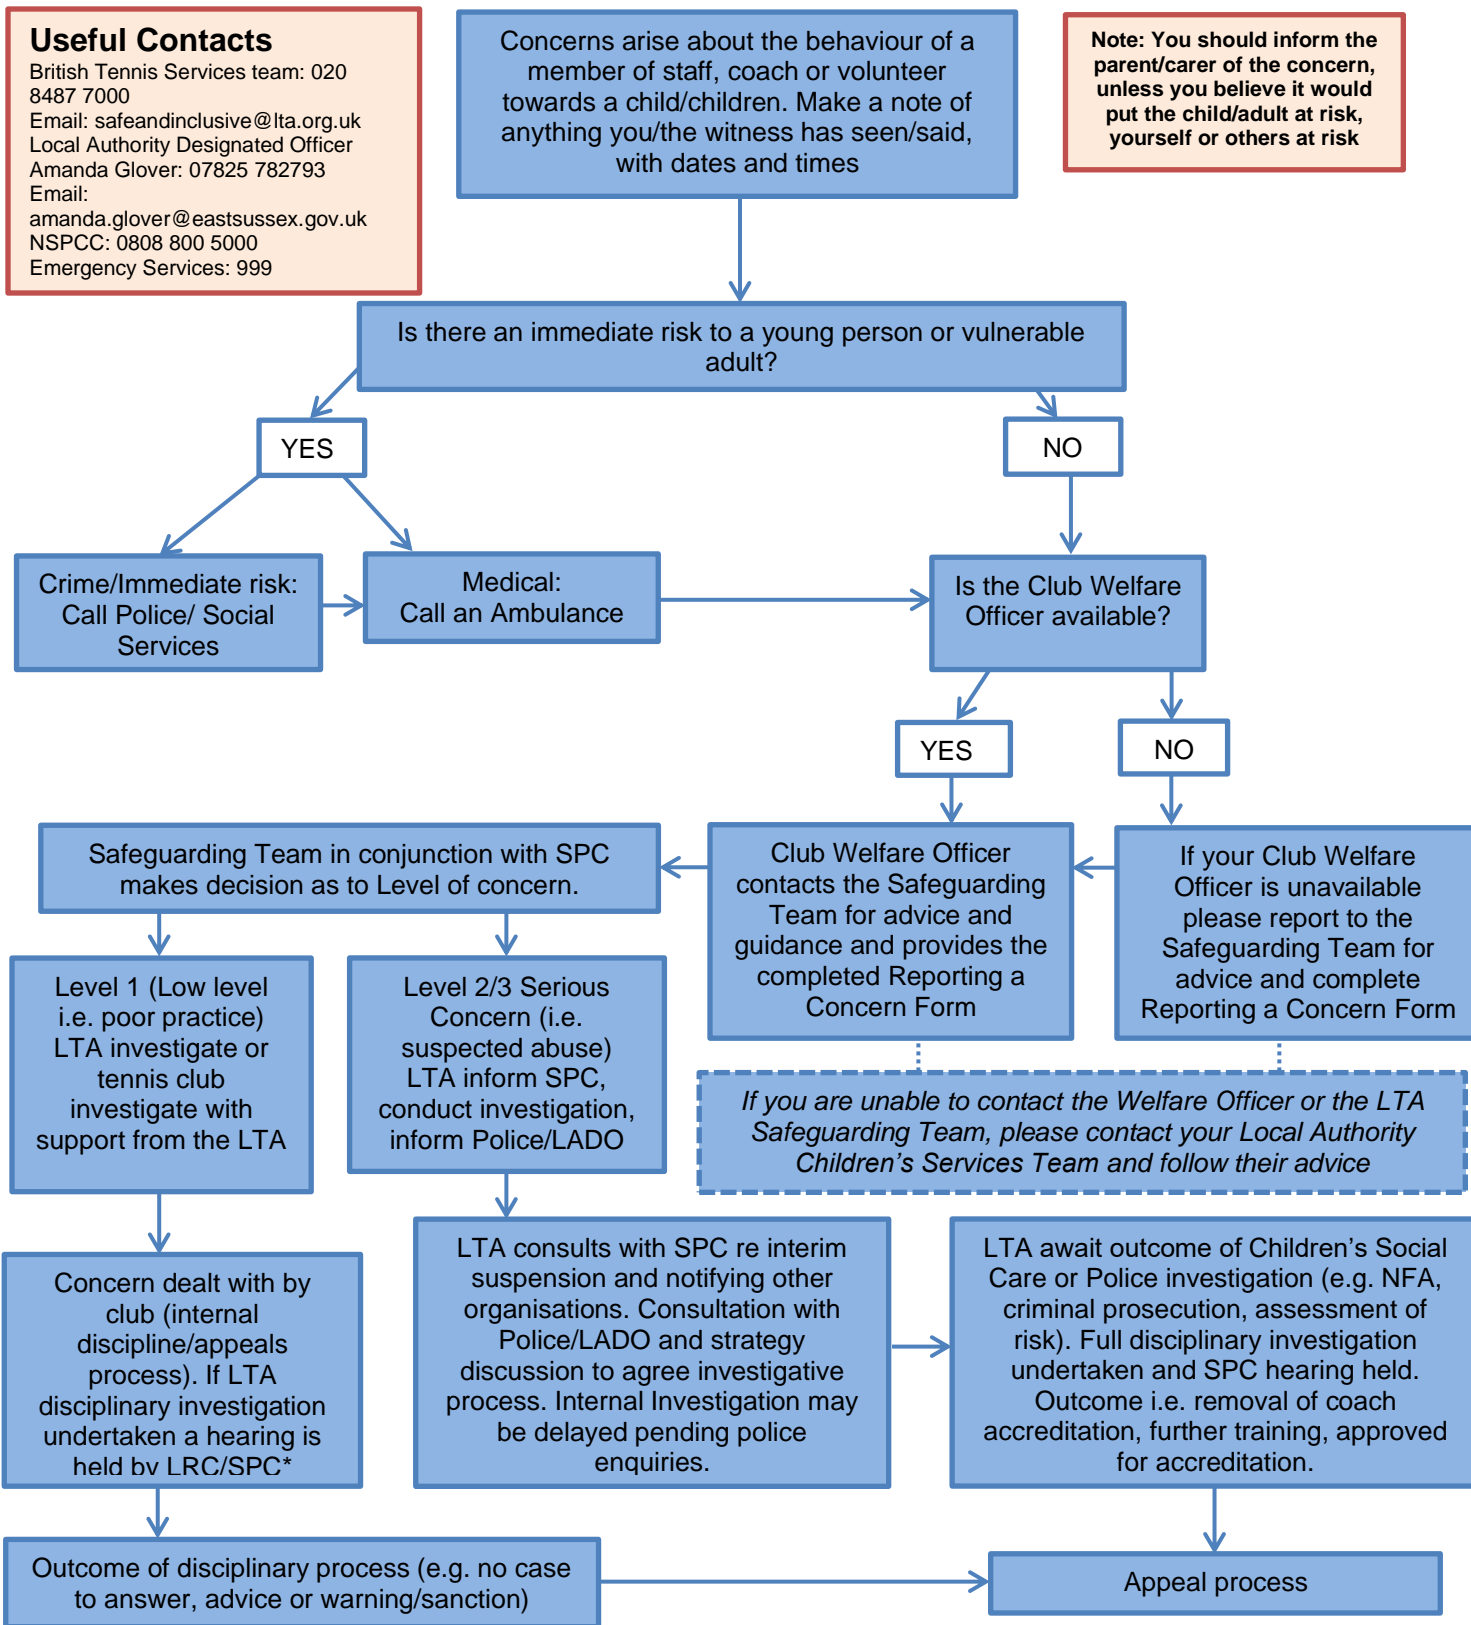 Useful Contacts
British Tennis Services team: 020
8487 7000
Email: safeandinclusive@lta.org.uk
Local Authority Designated Officer
Amanda Glover: 07825 782793
Email:
amanda.glover@eastsussex.gov.uk
NSPCC: 0808 800 5000
Emergency Services: 999
Concerns arise about the behaviour of a
member of staff, coach or volunteer
towards a child/children. Make a note of
anything you/the witness has seen/said,
with dates and times
Note: You should inform the
parent/carer of the concern,
unless you believe it would
put the child/adult at risk,
yourself or others at risk
Is there an immediate risk to a young person or vulnerable
adult?
YES
NO
Crime/Immediate risk:
Call Police/ Social
Services
Medical:
Call an Ambulance
Is the Club Welfare
Officer available?
YES
NO
Safeguarding Team in conjunction with SPC
makes decision as to Level of concern.
Club Welfare Officer
contacts the Safeguarding
Team for advice and
guidance and provides the
completed Reporting a
Concern Form
If your Club Welfare
Officer is unavailable
please report to the
Safeguarding Team for
advice and complete
Reporting a Concern Form
Level 1 (Low level
i.e. poor practice)
LTA investigate or
tennis club
investigate with
support from the LTA
Level 2/3 Serious
Concern (i.e.
suspected abuse)
LTA inform SPC,
conduct investigation,
inform Police/LADO
If you are unable to contact the Welfare Officer or the LTA
Safeguarding Team, please contact your Local Authority
Children’s Services Team and follow their advice
Concern dealt with by
club (internal
discipline/appeals
process). If LTA
disciplinary investigation
undertaken a hearing is
held by LRC/SPC*
LTA consults with SPC re interim
suspension and notifying other
organisations. Consultation with
Police/LADO and strategy
discussion to agree investigative
process. Internal Investigation may
be delayed pending police
enquiries.
LTA await outcome of Children’s Social
Care or Police investigation (e.g. NFA,
criminal prosecution, assessment of
risk). Full disciplinary investigation
undertaken and SPC hearing held.
Outcome i.e. removal of coach
accreditation, further training, approved
for accreditation.
Outcome of disciplinary process (e.g. no case
to answer, advice or warning/sanction)
Appeal process